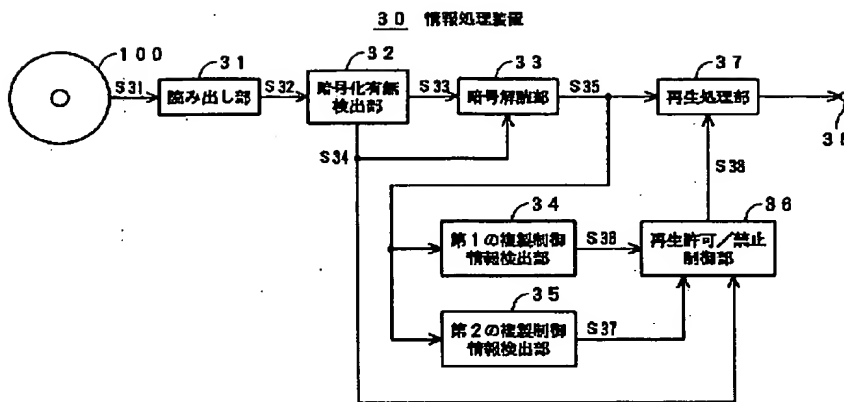 30 情報処理装置
100
S31
31
読み出し部
S32
32
暗号化有無
検出部
S33
33
暗号解読部
S35
37
再生処理部
S34
S38
34
第1の複製制御
情報検出部
S36
36
再生許可/禁止
制御部
35
第2の複製制御
情報検出部
S37